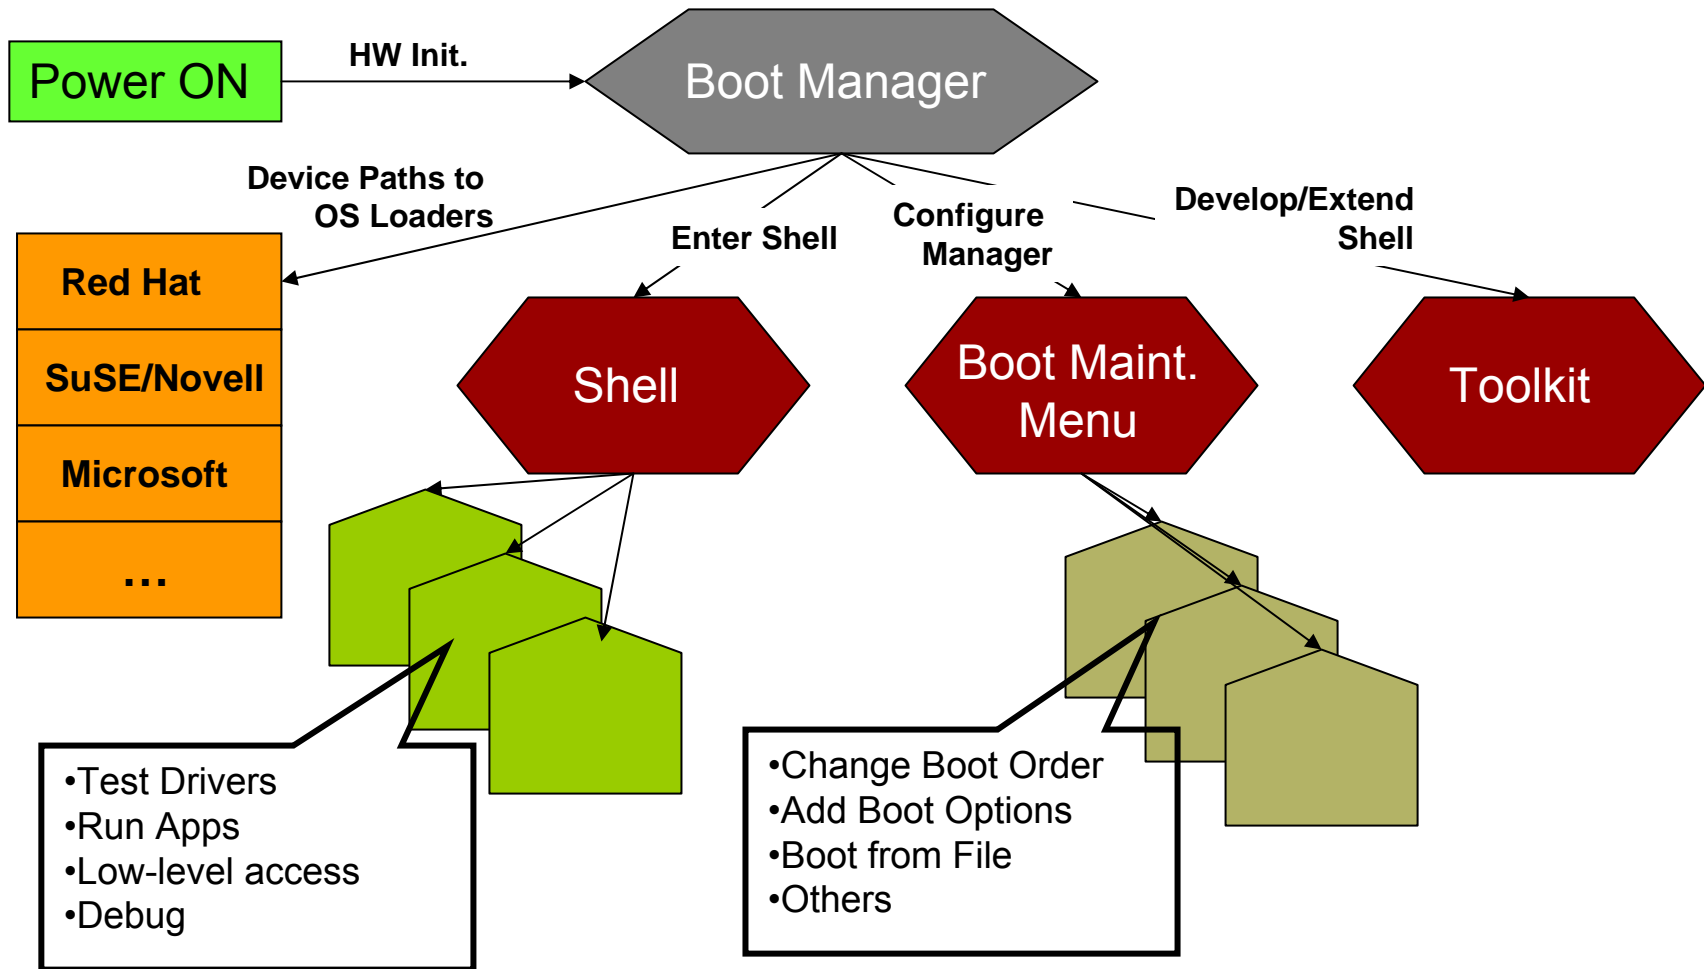 Power ON
HW Init.
Boot Manager
Device Paths to
OS Loaders
Enter Shell
Configure
Manager
Develop/Extend
Shell
Red Hat
SuSE/Novell
Microsoft
...
Shell
Boot Maint.
Menu
Toolkit
•Test Drivers
•Run Apps
•Low-level access
•Debug
•Change Boot Order
•Add Boot Options
•Boot from File
•Others